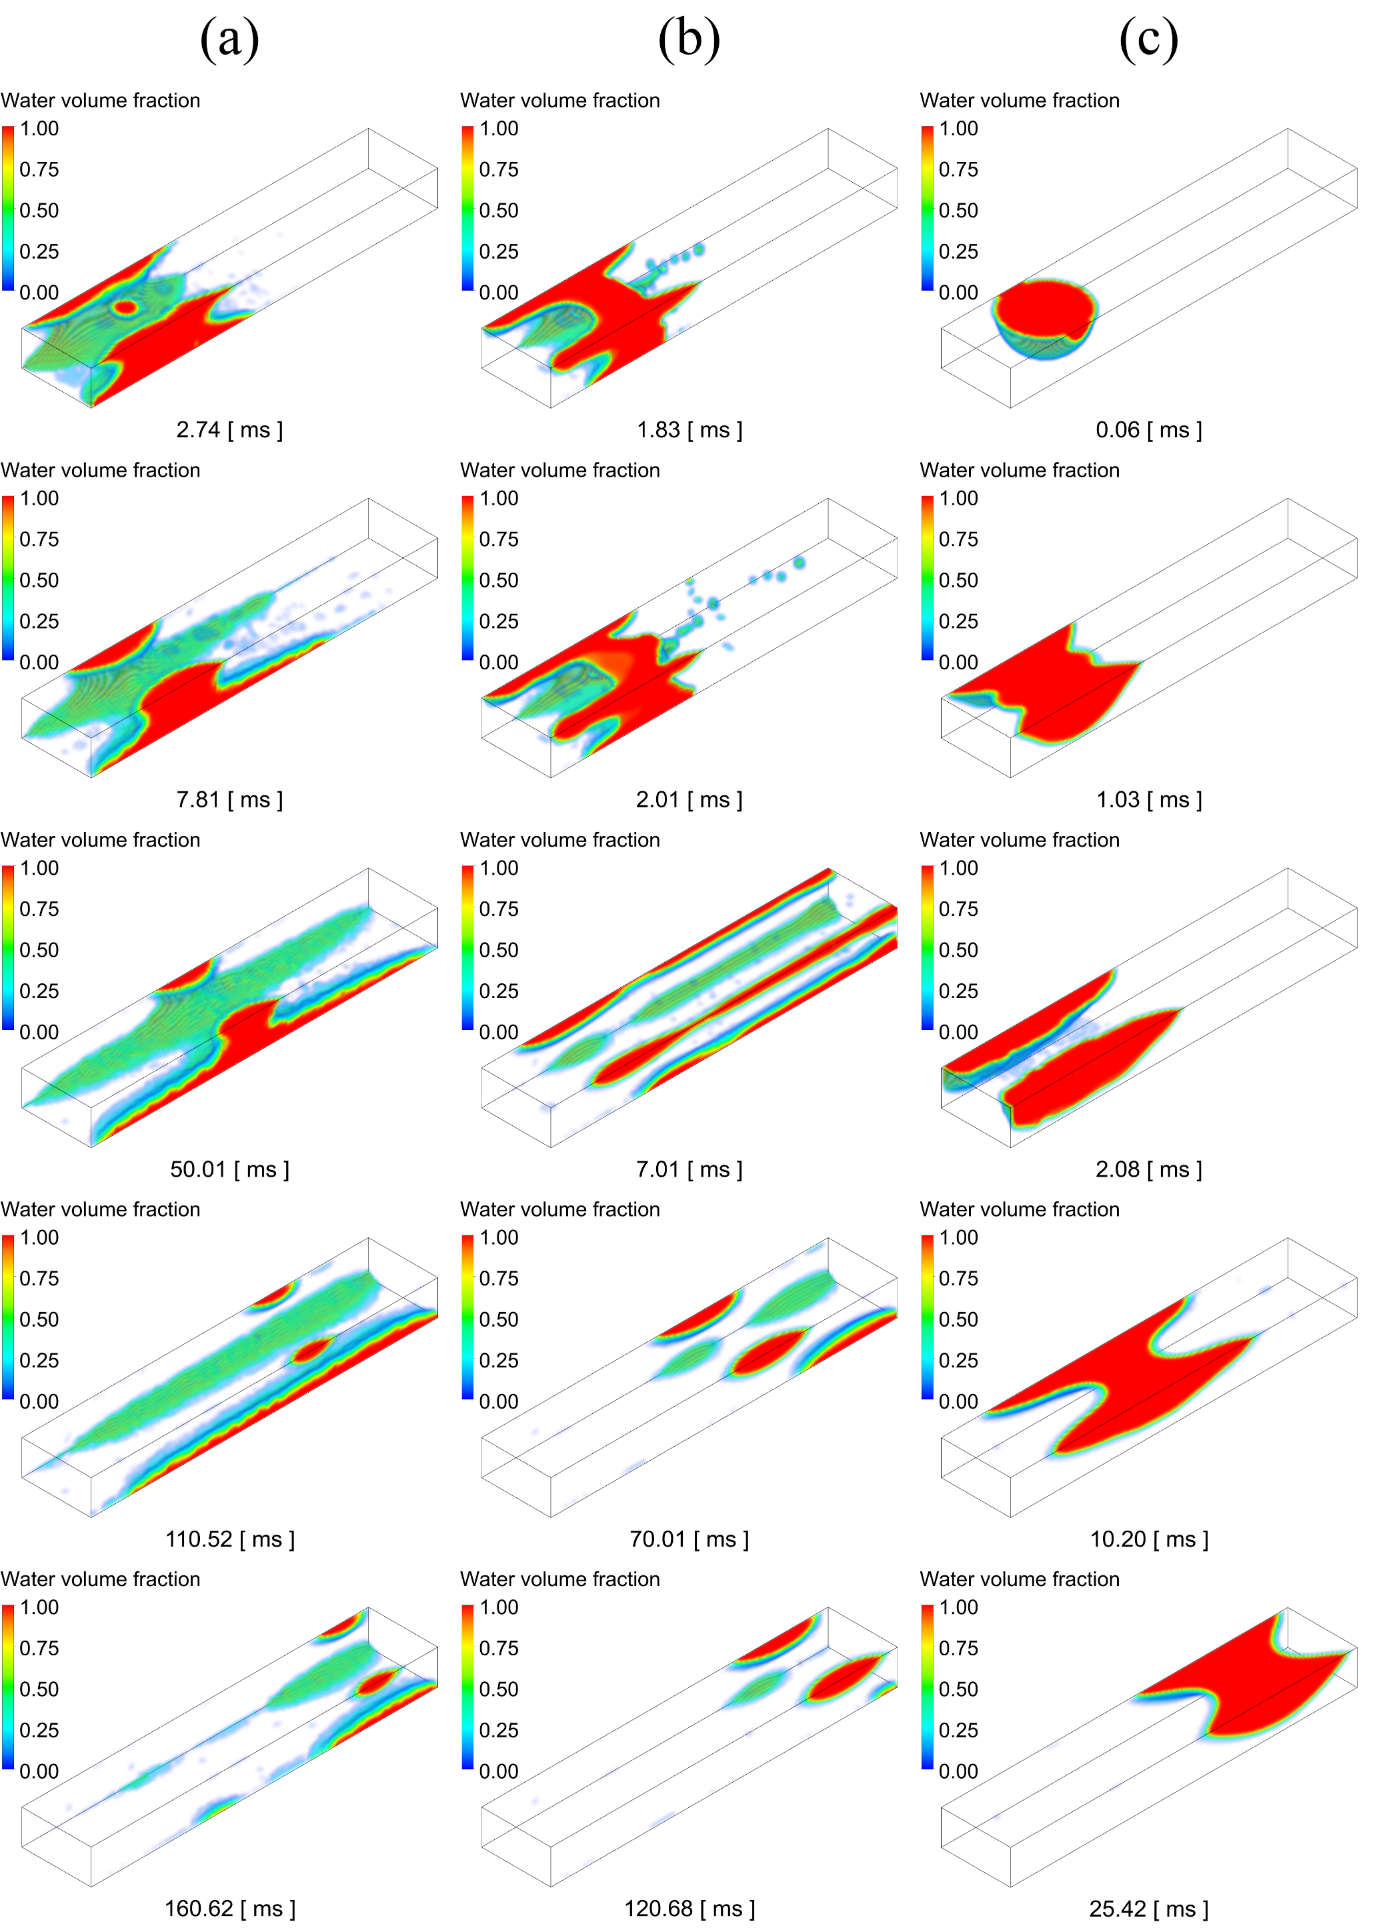 (a) (b) (c)
Water volume fraction Water volume fraction Water volume fraction
1.00 1.00 1.00
0.75 0.75 0.75
0.50 0.50 0.50
0.25 0.25 0.25
0.00 0.00 0.00
2.74 [ ms ] 1.83 [ ms ] 0.06 [ ms ]
Water volume fraction Water volume fraction Water volume fraction
1.00 1.00 1.00
0.75 0.75 0.75
0.50 0.50 0.50
0.25 0.25 0.25
0.00 0.00 0.00
7.81 [ ms ] 2.01 [ ms ] 1.03 [ ms ]
Water volume fraction Water volume fraction Water volume fraction
1.00 1.00 1.00
0.75 0.75 0.75
0.50 0.50 0.50
0.25 0.25 0.25
0.00 0.00 0.00
50.01 [ ms ] 7.01 [ ms ] 2.08 [ ms ]
Water volume fraction Water volume fraction Water volume fraction
1.00 1.00 1.00
0.75 0.75 0.75
0.50 0.50 0.50
0.25 0.25 0.25
0.00 0.00 0.00
110.52 [ ms ] 70.01 [ ms ] 10.20 [ ms ]
Water volume fraction Water volume fraction Water volume fraction
1.00 1.00 1.00
0.75 0.75 0.75
0.50 0.50 0.50
0.25 0.25 0.25
0.00 0.00 0.00
160.62 [ ms ] 120.68 [ ms ] 25.42 [ ms ]